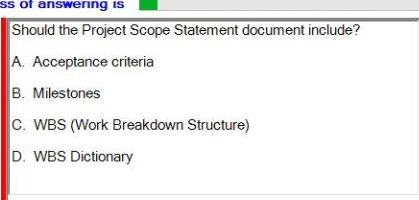 ss of answering is
Should the Project Scope Statement document include?
A. Acceptance criteria
B. Milestones
C. WBS (Work Breakdown Structure)
D. WBS Dictionary